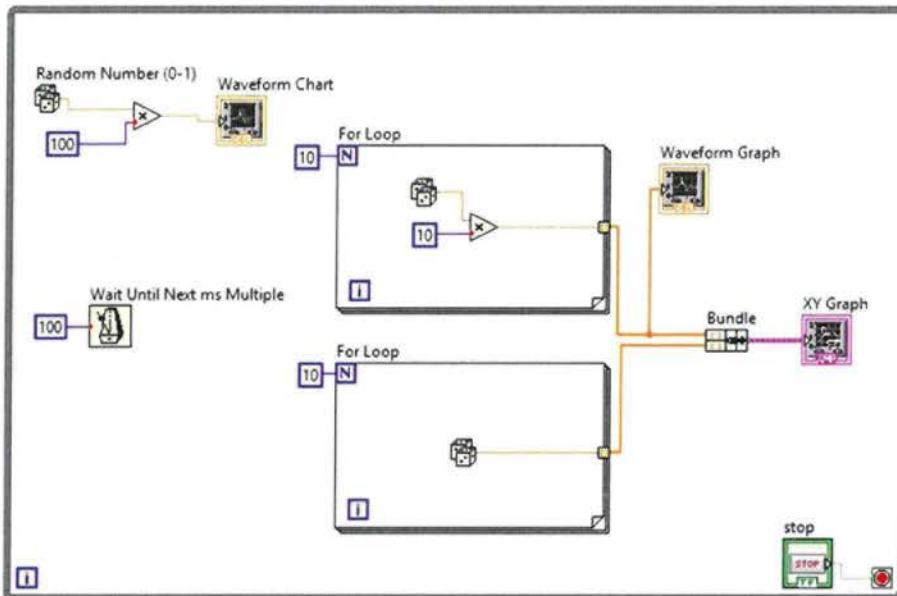 Random Number (0-1)
Waveform Chart
100
For Loop
10 N
Waveform Graph
10
i
Wait Until Next ms Multiple
100
XY Graph
Bundle
For Loop
10 N
i
stop
STOP
TF
i